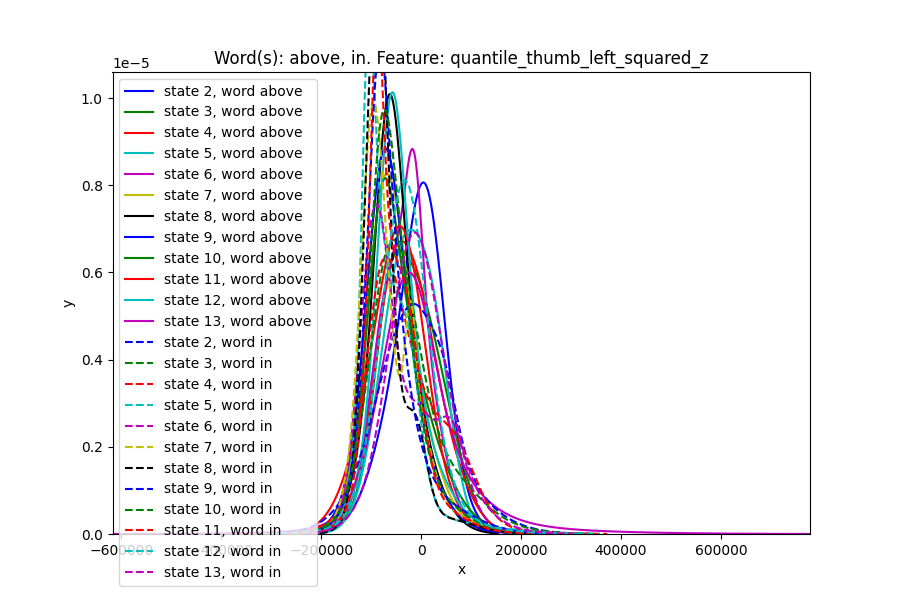 Word(s): above, in. Feature: quantile_thumb_left_squared_z
1e−5
1.0
0.8
0.6
0.4
0.2
0.0
y
state 2, word above
state 3, word above
state 4, word above
state 5, word above
state 6, word above
state 7, word above
state 8, word above
state 9, word above
state 10, word above
state 11, word above
state 12, word above
state 13, word above
state 2, word in
state 3, word in
state 4, word in
state 5, word in
state 6, word in
state 7, word in
state 8, word in
state 9, word in
state 10, word in
state 11, word in
state 12, word in
state 13, word in
−600000 −400000 −200000 0 200000 400000 600000
x